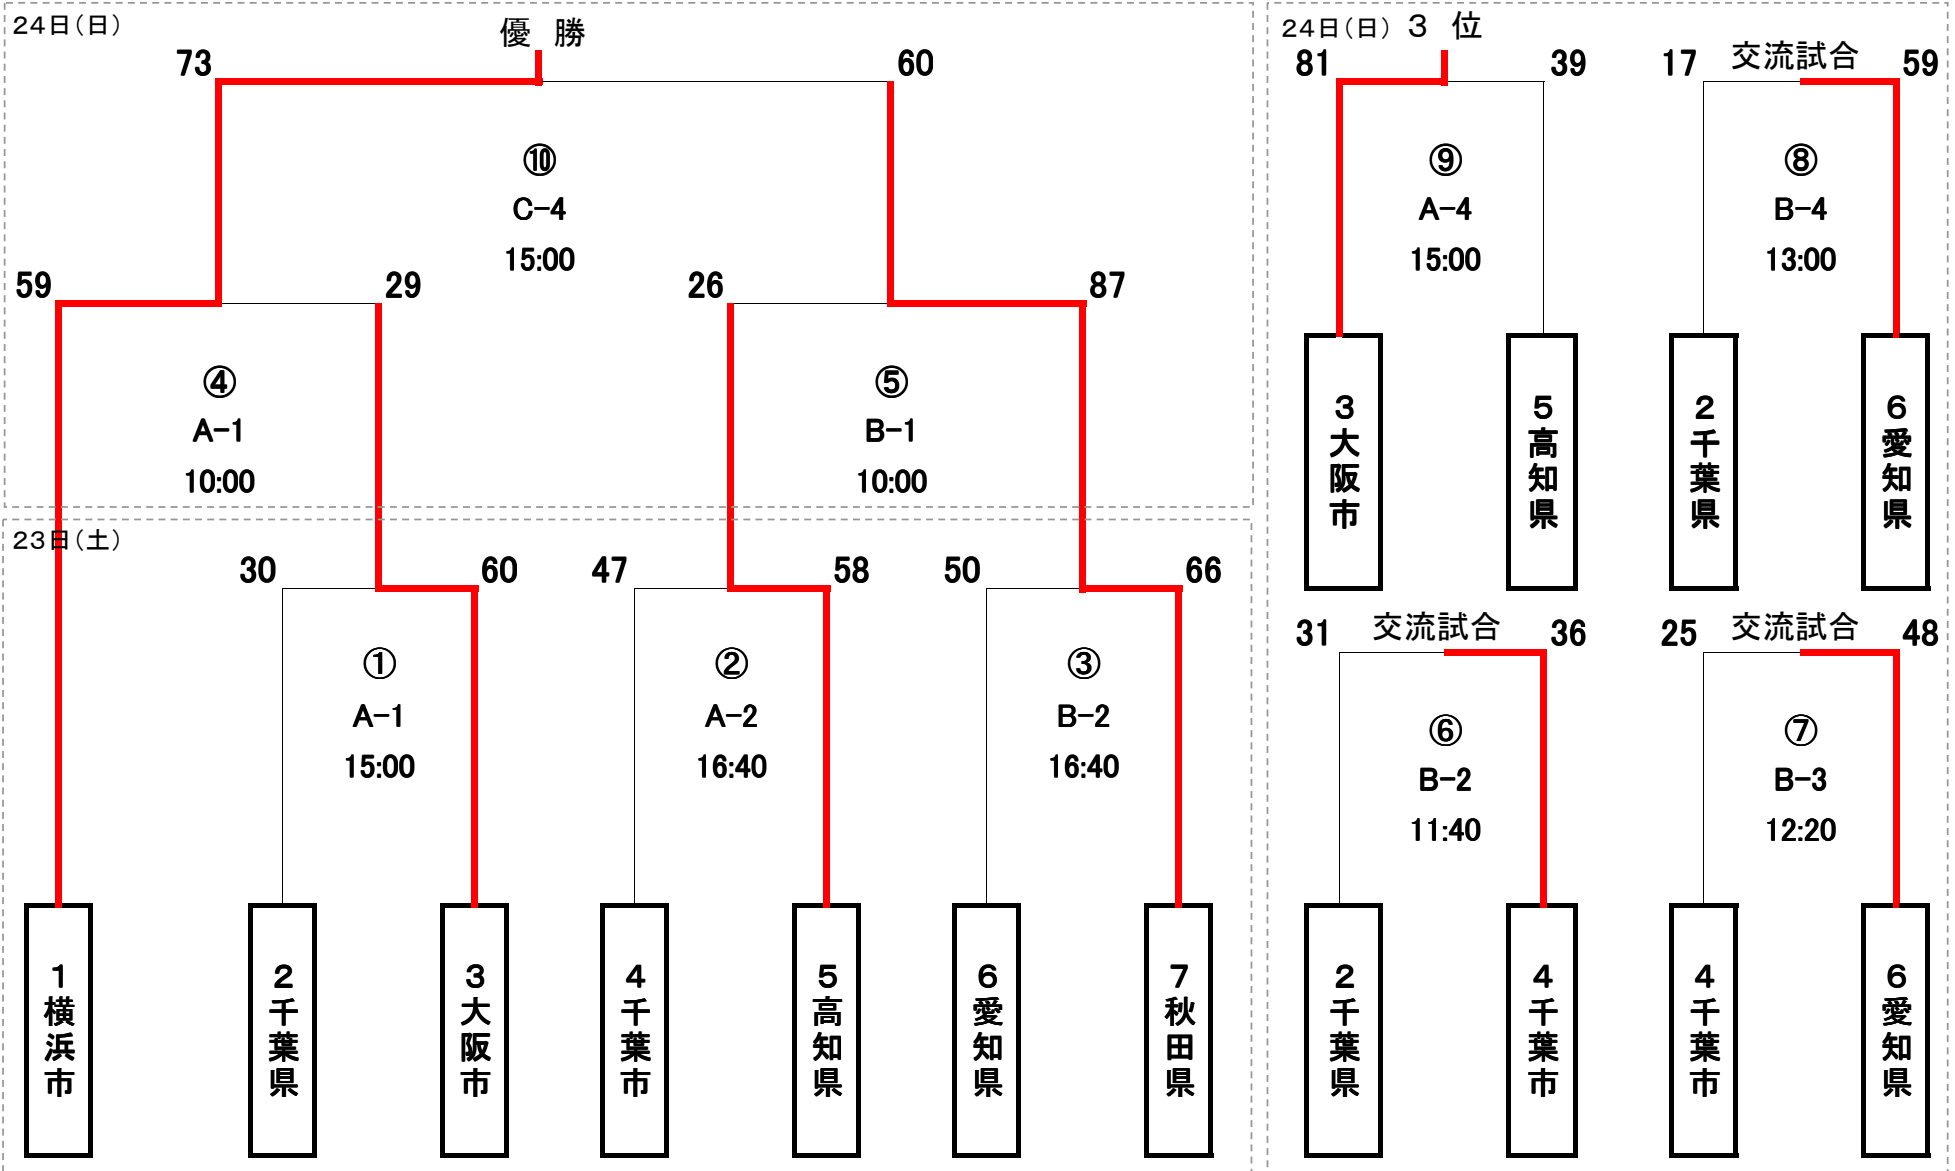 24日(日)
優 勝
73
60
⑩
C-4
15:00
59
29
26
87
④
A-1
10:00
⑤
B-1
10:00
23日(土)
30
60
47
58
50
66
①
A-1
15:00
②
A-2
16:40
③
B-2
16:40
1横浜市
2千葉県
3大阪市
4千葉市
5高知県
6愛知県
7秋田県
24日(日)
3 位
81
39
⑨
A-4
15:00
3大阪市
5高知県
交流試合
17
59
⑧
B-4
13:00
2千葉県
6愛知県
交流試合
31
36
⑥
B-2
11:40
2千葉県
4千葉市
交流試合
25
48
⑦
B-3
12:20
4千葉市
6愛知県